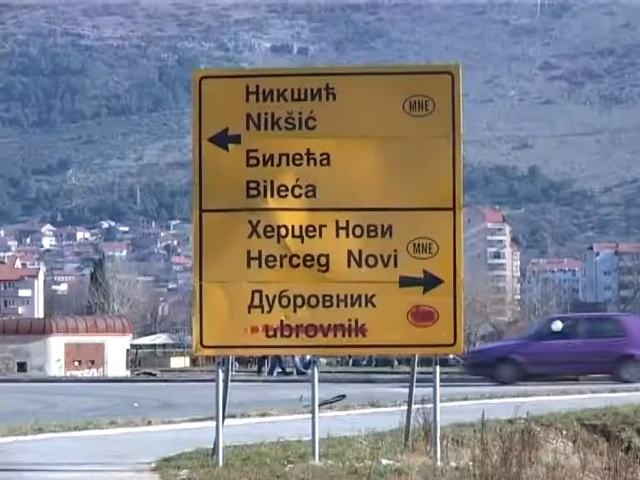 Никшић MNE
Nikšić
Билећа
Bileća
Херцег Нови
Herceg Novi MNE
Дубровник
ubrovnik